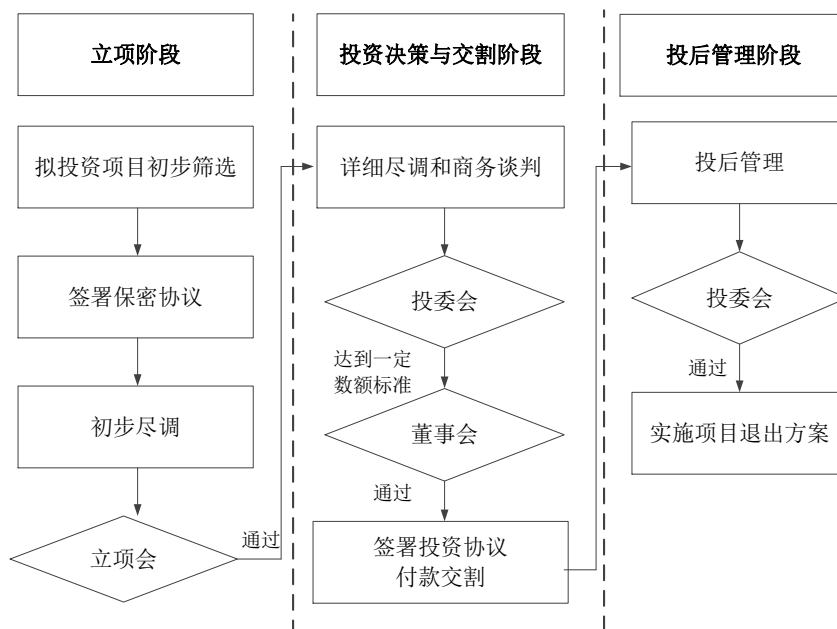 立项阶段
拟投资项目初步筛选
签署保密协议
初步尽调
立项会
通过
投资决策与交割阶段
详细尽调和商务谈判
投委会
达到一定
数额标准
董事会
通过
签署投资协议
付款交割
投后管理阶段
投后管理
投委会
通过
实施项目退出方案